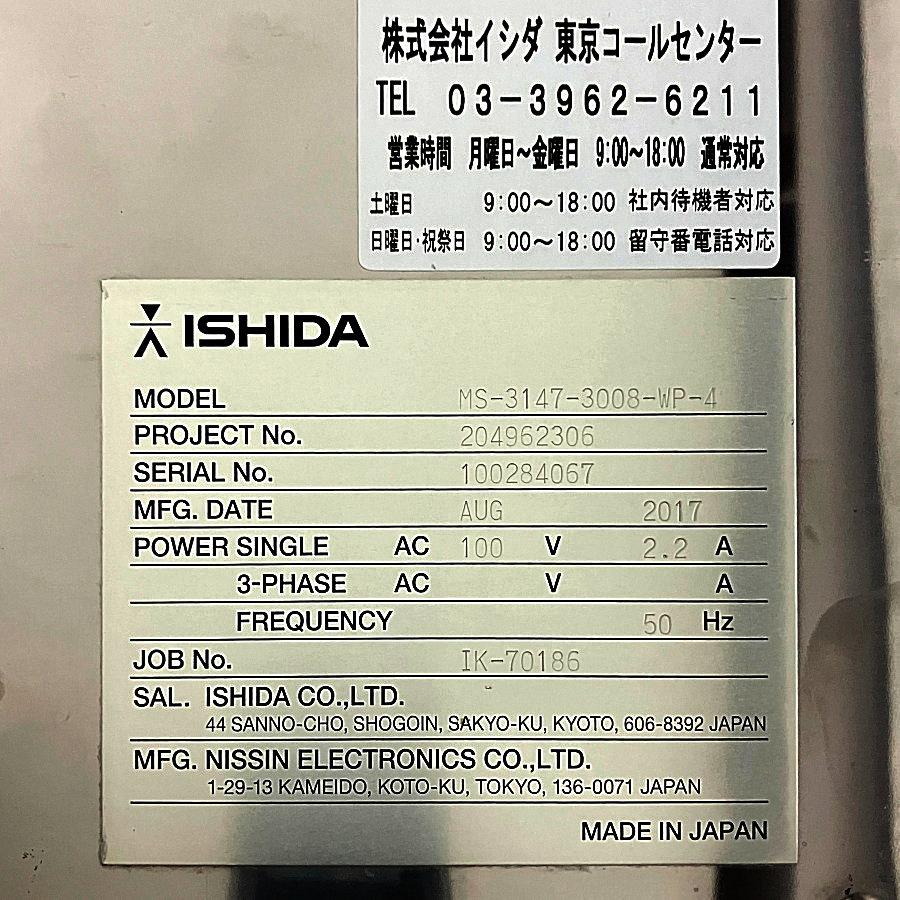 株式会社イシダ 東京コールセンター
TEL 03-3962-6211
営業時間 月曜日~金曜日 9:00~18:00 通常対応
土曜日 9:00~18:00 社内待機者対応
日曜日・祝祭日 9:00~18:00 留守番電話対応
ISHIDA
MODEL MS-3147-3008-WP-4
PROJECT No. 204962306
SERIAL No. 100284067
MFG. DATE AUG 2017
POWER SINGLE AC 100 V 2.2 A
3-PHASE AC V A
FREQUENCY 50 Hz
JOB No. IK-70186
SAL. ISHIDA CO.,LTD.
44 SANNO-CHO, SHOGOIN, SAKYO-KU, KYOTO, 606-8392 JAPAN
MFG. NISSIN ELECTRONICS CO.,LTD.
1-29-13 KAMEIDO, KOTO-KU, TOKYO, 136-0071 JAPAN
MADE IN JAPAN